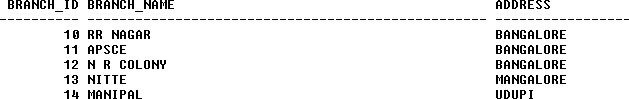 BRANCH_ID BRANCH_NAME ADDRESS
---------- -------------------------------------------------- ------------------
10 RR NAGAR BANGALORE
11 APSCE BANGALORE
12 N R COLONY BANGALORE
13 NITTE MANGALORE
14 MANIPAL UDUPI